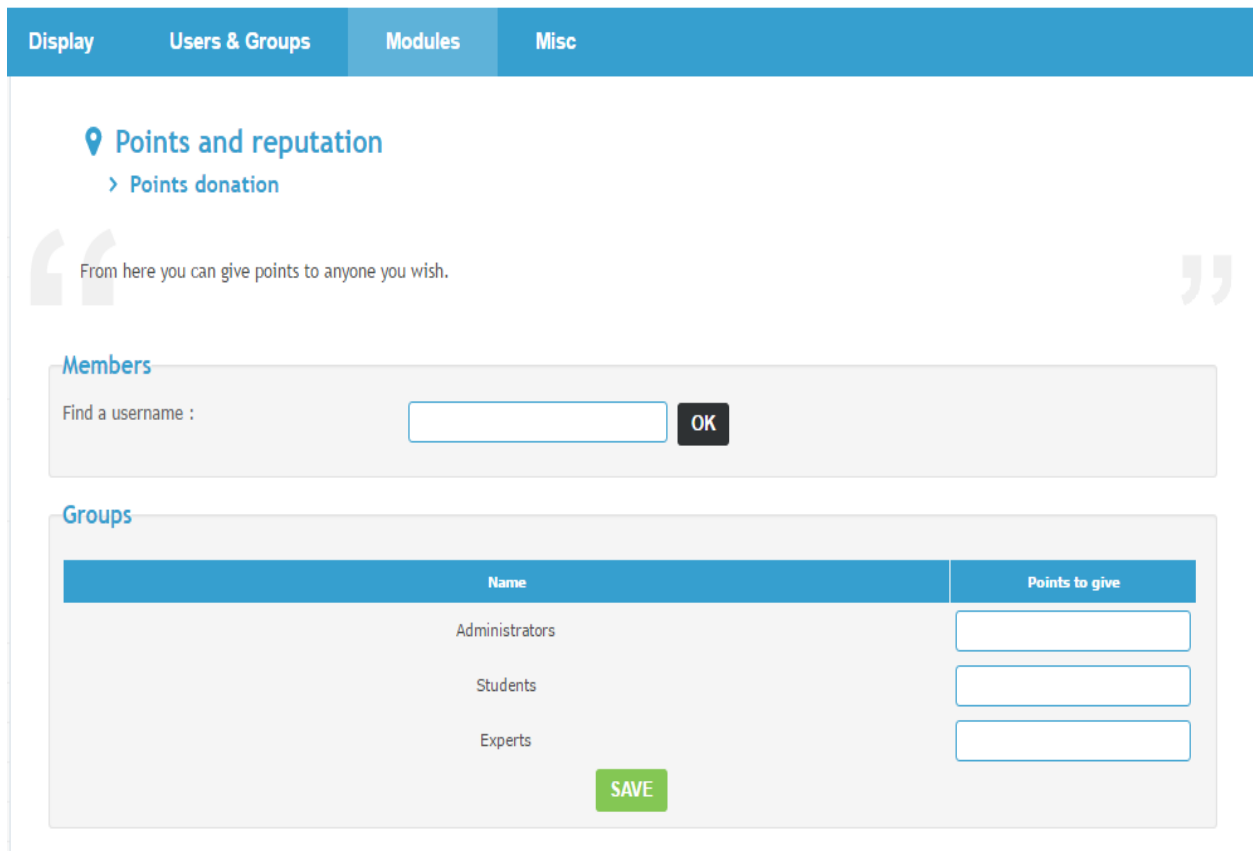 Display Users & Groups Modules Misc
Points and reputation
> Points donation
“ From here you can give points to anyone you wish. ”
Members
Find a username : OK
Groups
Name Points to give
Administrators
Students
Experts
SAVE